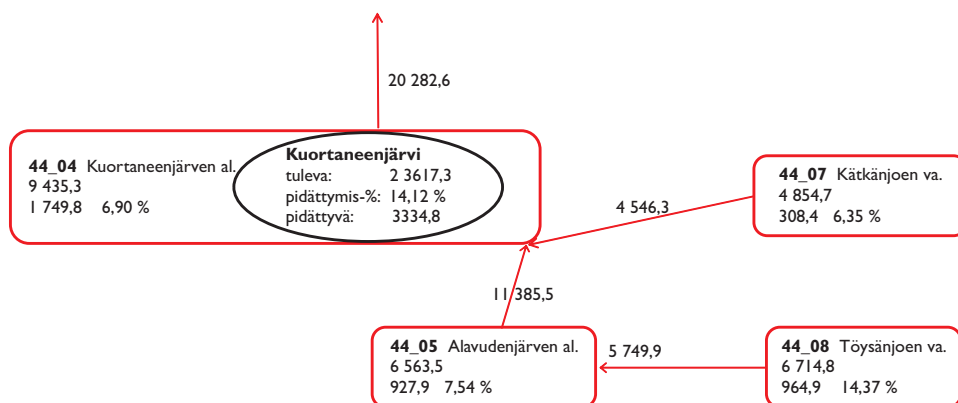 20 282,6
44_04 Kuortaneenjärven al.
9 435,3
1 749,8 6,90 %
Kuortaneenjärvi
tuleva: 2 3617,3
pidättymis-%: 14,12 %
pidättyvä: 3334,8
4 546,3
44_07 Kätkänjoen va.
4 854,7
308,4 6,35 %
11 385,5
44_05 Alavudenjärven al.
6 563,5
927,9 7,54 %
5 749,9
44_08 Töysänjoen va.
6 714,8
964,9 14,37 %